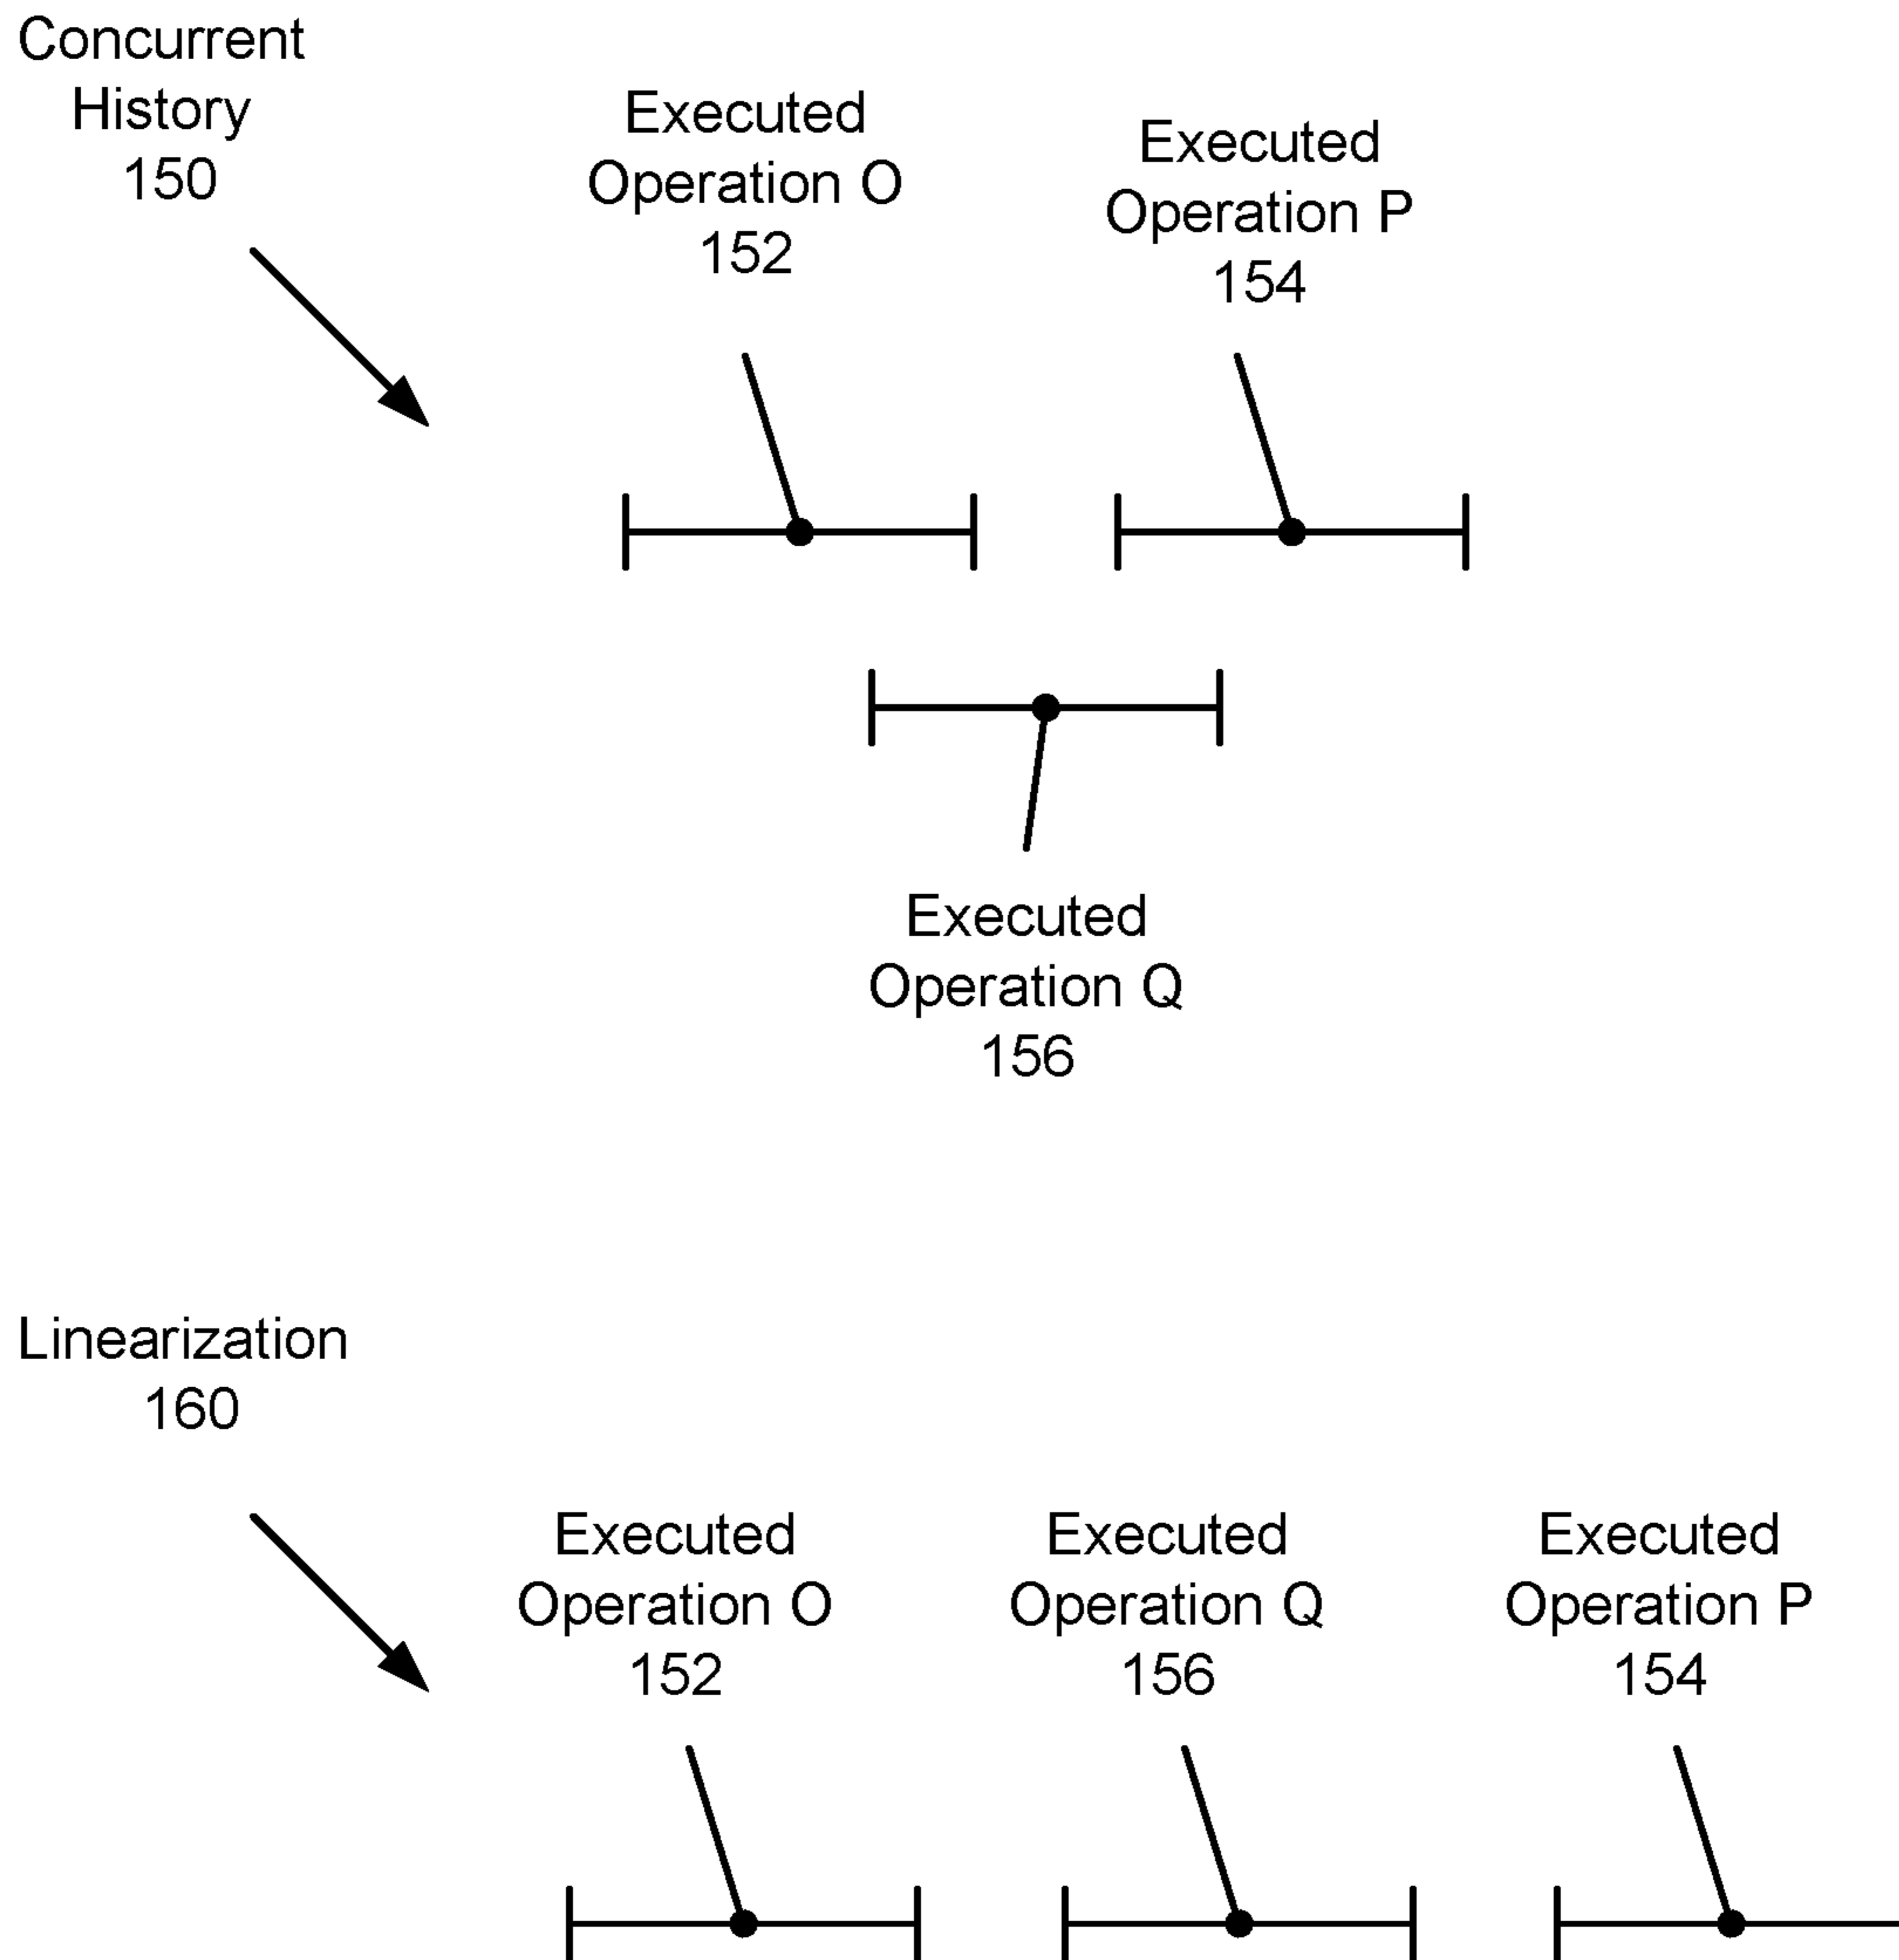 Concurrent
History
150
Executed
Operation O
152
Executed
Operation P
154
Executed
Operation Q
156
Linearization
160
Executed
Operation O
152
Executed
Operation Q
156
Executed
Operation P
154